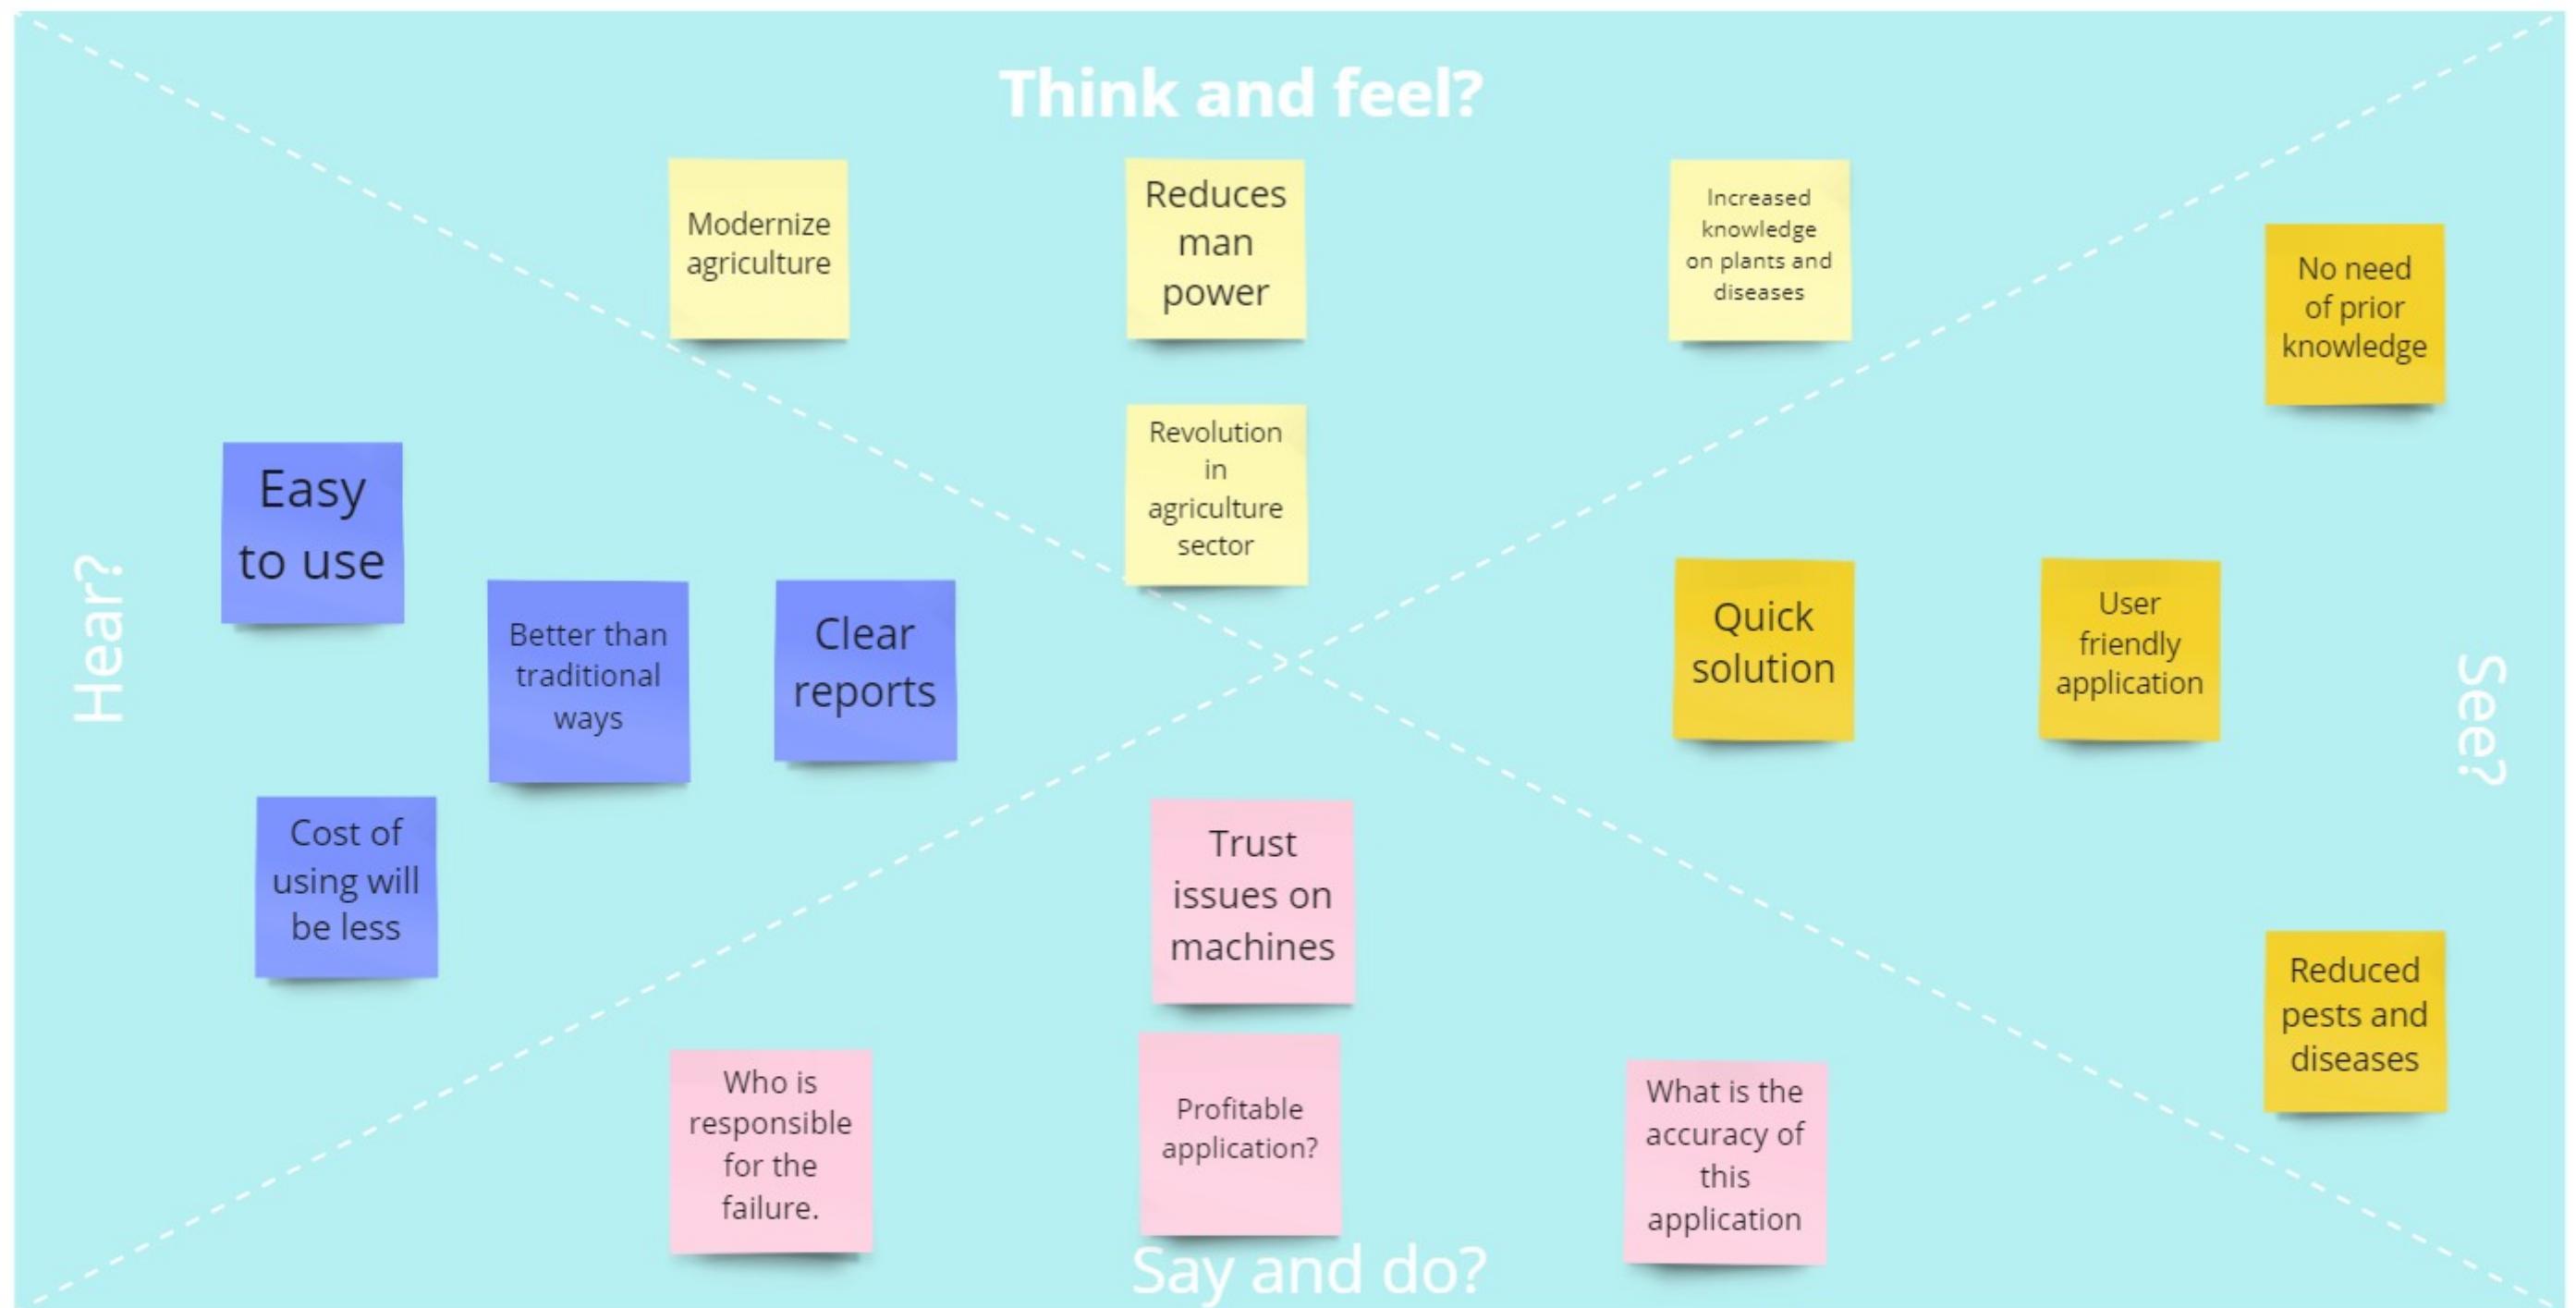 Think and feel?
Modernize
agriculture
Reduces
man
power
Increased
knowledge
on plants and
diseases
Revolution
in
agriculture
sector
Hear?
Easy
to use
Better than
traditional
ways
Clear
reports
Cost of
using will
be less
See?
No need
of prior
knowledge
Quick
solution
User
friendly
application
Reduced
pests and
diseases
Trust
issues on
machines
Who is
responsible
for the
failure.
Profitable
application?
What is the
accuracy of
this
application
Say and do?